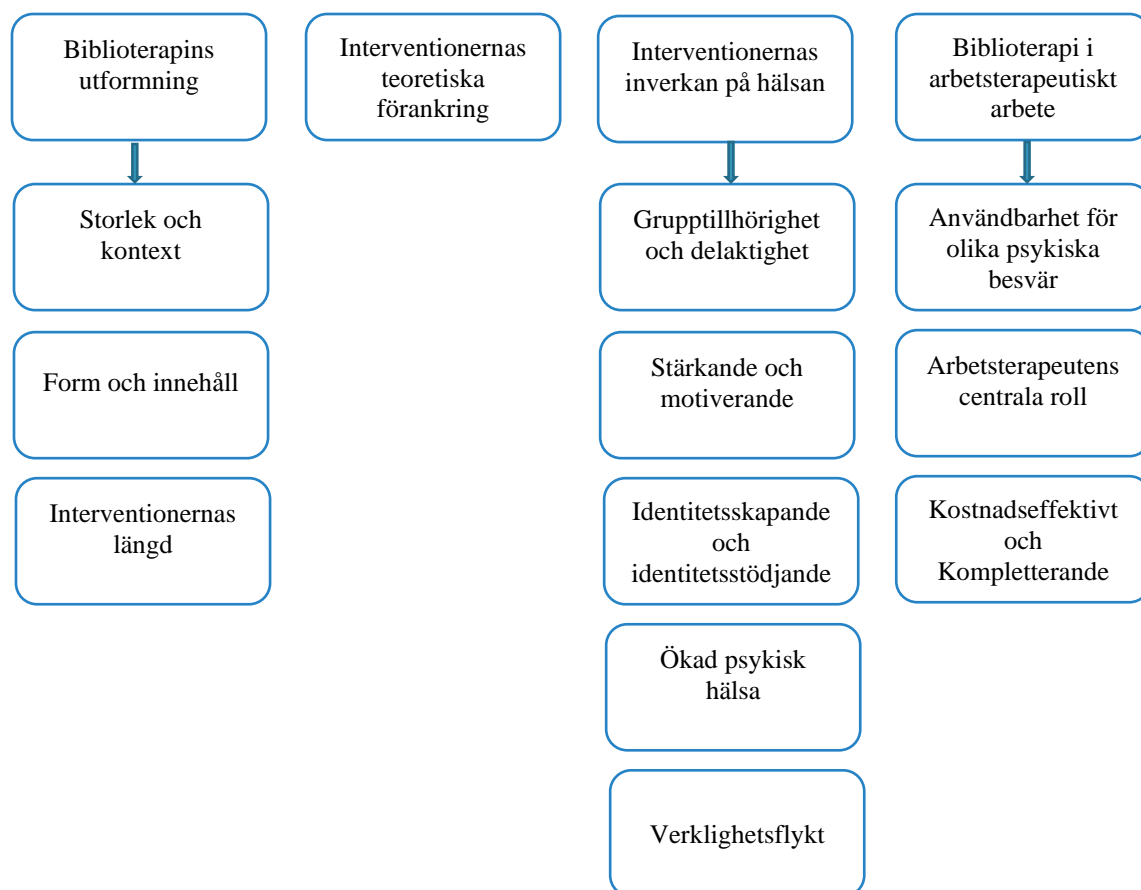 Biblioterapins
utformning
Interventionernas
teoretiska
förankring
Interventionernas
inverkan på hälsan
Biblioterapi i
arbetsterapeutiskt
arbete
Storlek och
kontext
Form och innehåll
Interventionernas
längd
Grupptillhörighet
och delaktighet
Stärkande och
motiverande
Identitetsskapande
och
identitetsstödjande
Ökad psykisk
hälsa
Verklighetsflykt
Användbarhet för
olika psykiska
besvär
Arbetsterapeutens
centrala roll
Kostnadseffektivt
och
Kompletterande